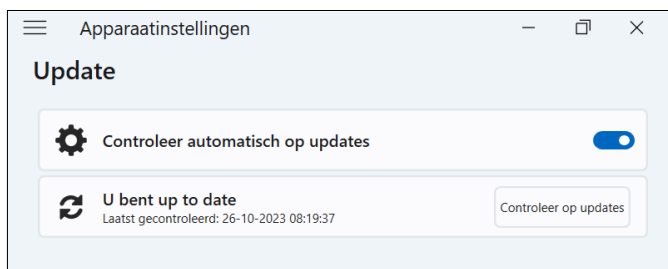 Apparaatinstellingen
Update
Controleer automatisch op updates
U bent up to date
Laatst gecontroleerd: 26-10-2023 08:19:37
Controleer op updates